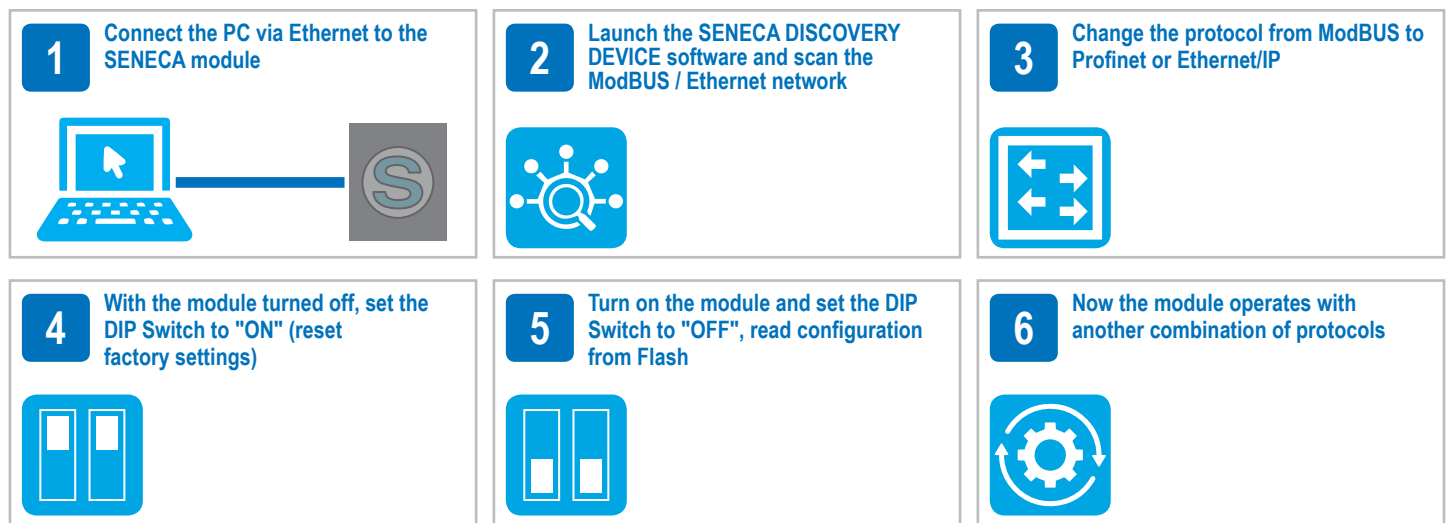 1
Connect the PC via Ethernet to the
SENECA module
S
2
Launch the SENECA DISCOVERY
DEVICE software and scan the
ModBUS / Ethernet network
3
Change the protocol from ModBUS to
Profinet or Ethernet/IP
4
With the module turned off, set the
DIP Switch to "ON" (reset
factory settings)
5
Turn on the module and set the DIP
Switch to "OFF", read configuration
from Flash
6
Now the module operates with
another combination of protocols